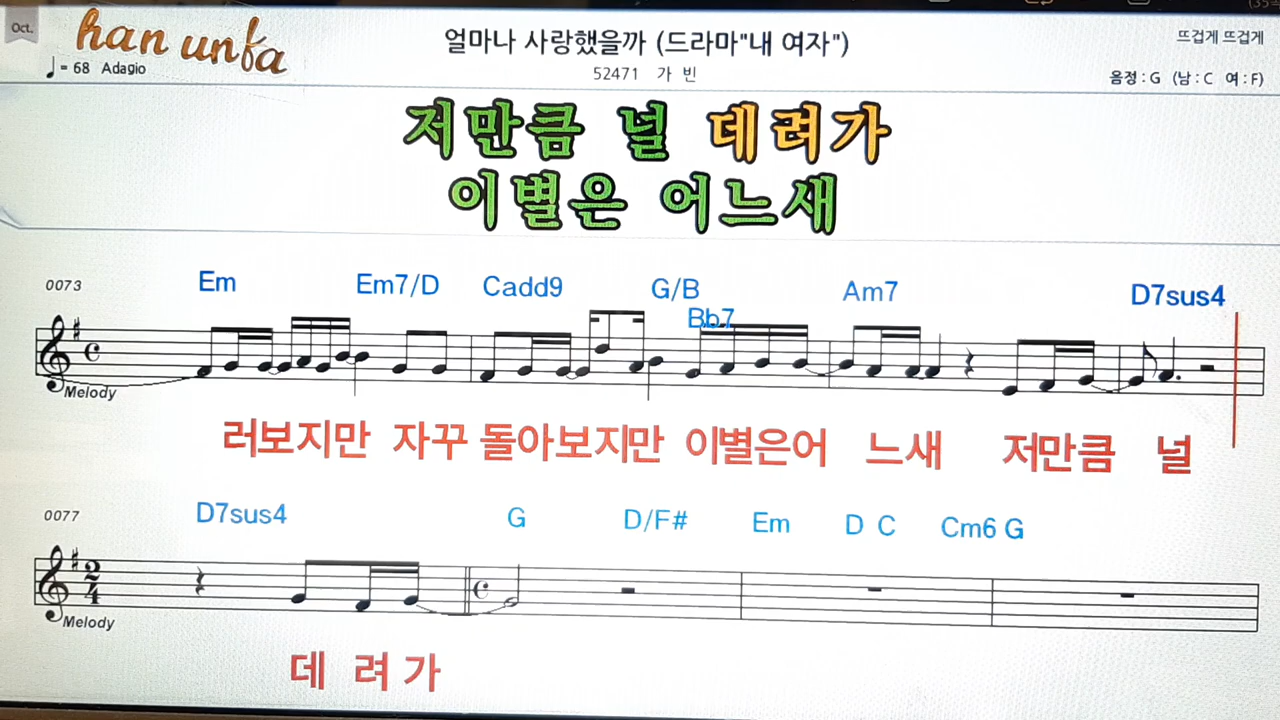 Oct.
han unfa
얼마나 사랑했을까 (드라마"내 여자")
뜨겁게 뜨겁게
♩= 68 Adagio
52471 가 빈
음정 : G (남 : C 여 : F)
저만큼 널 데려가
이별은 어느새
0073
Em Em7/D Cadd9 G/B Bb7 Am7 D7sus4
Melody
러보지만 자꾸 돌아보지만 이별은어 느새 저만큼 널
0077
D7sus4 G D/F# Em D C Cm6 G
2
4
Melody
데 려 가